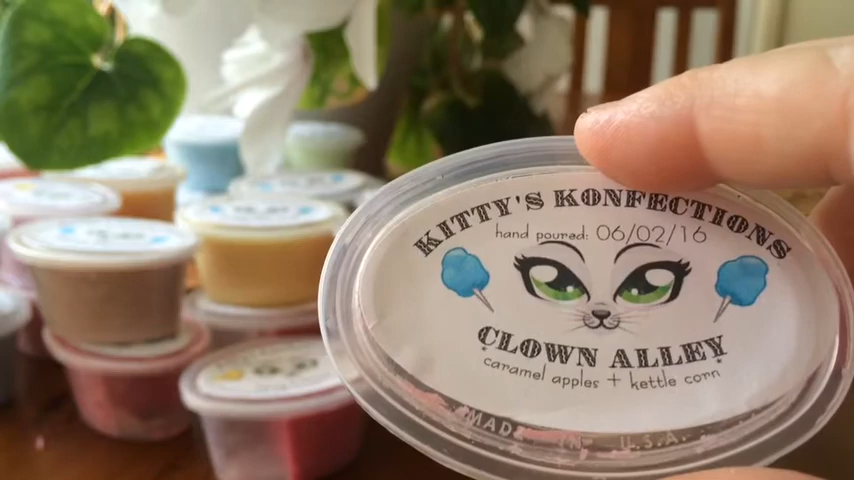 KITTY'S KONFECTIONS
hand poured: 06/02/16
CLOWN ALLEY
caramel apples + kettle corn
MADE IN U.S.A.